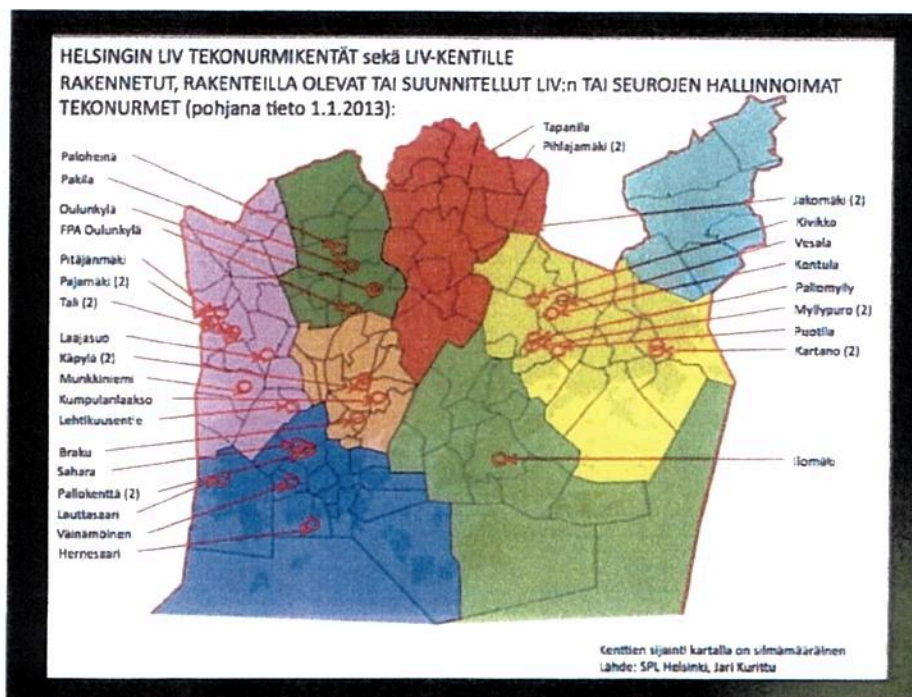 HELSINGIN LIV TEKONURMIKENTÄT sekä LIV-KENTILLE
RAKENNETUT, RAKENTEILLA OLEVAT TAI SUUNNITELLUT LIV:n TAI SEUROJEN HALLINNOIMAT
TEKONURMET (pohjana tieto 1.1.2013):
Paloheinä
Pakila
Oulunkylä
FPA Oulunkylä
Pitäjänmäki
Pajamäki (2)
Tali (2)
Laajasuo
Käpylä (2)
Munkkiniemi
Kumpulanlaakso
Lehtikuusentie
Braku
Sahara
Pallokenttä (2)
Lauttasaari
Väinämöinen
Hernesaari
Tapanila
Pihlajamäki (2)
Jakomäki (2)
Kivikko
Vesala
Kontula
Pallomylly
Myllypuro (2)
Puotila
Kartano (2)
Ilomäki
Kenttien sijainti kartalla on silmämääräinen
Lähde: SPL Helsinki, Jari Kurittu